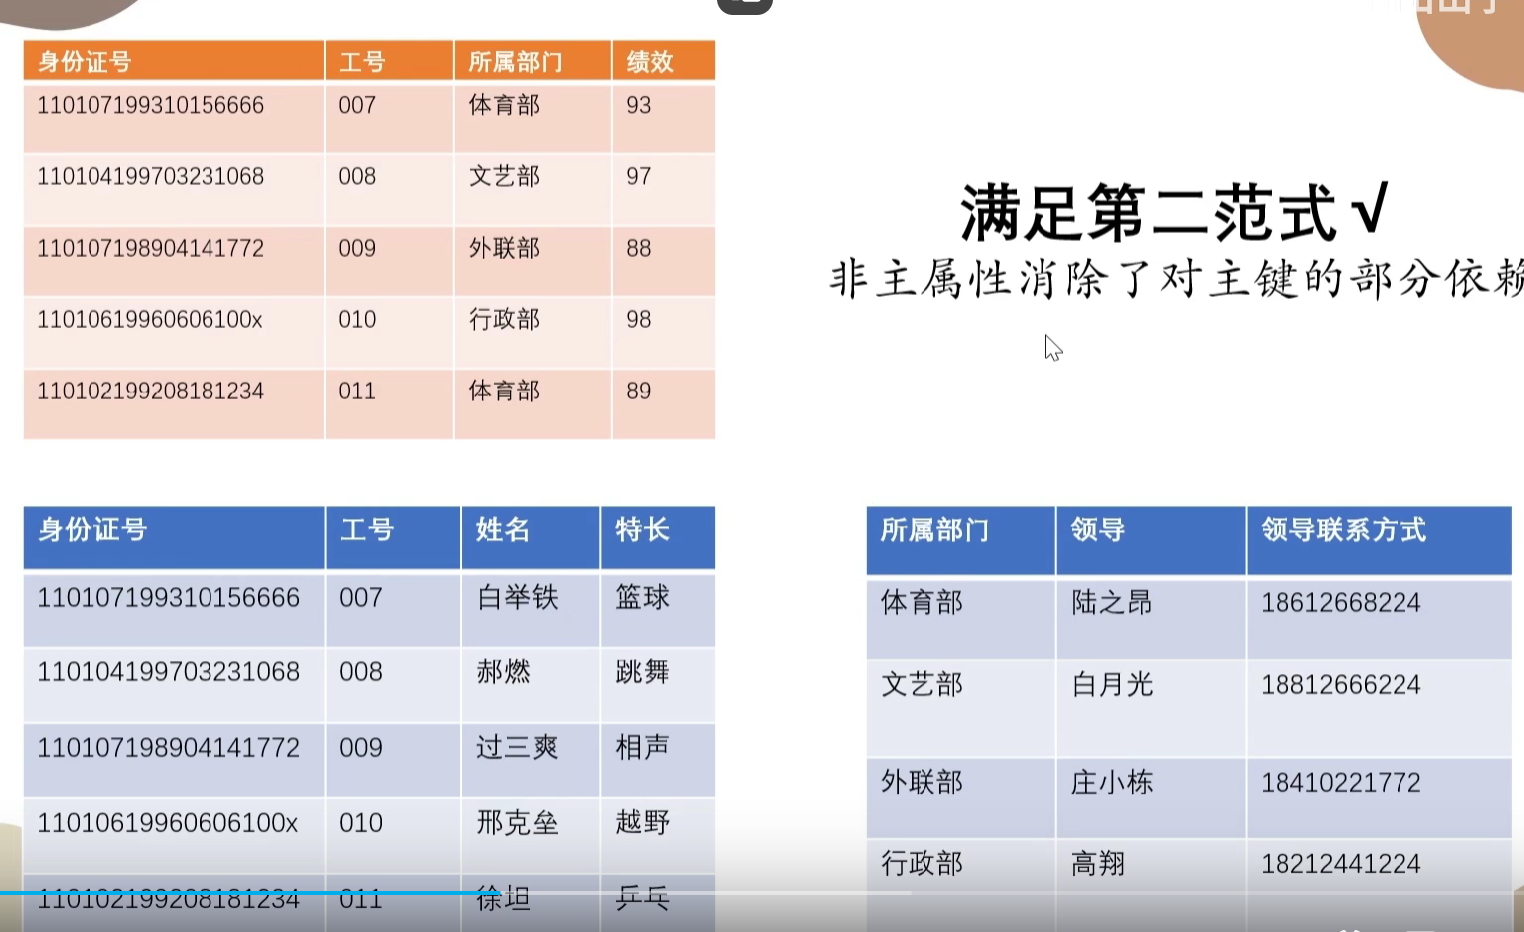 身份证号 工号 所属部门 绩效
110107199310156666 007 体育部 93
110104199703231068 008 文艺部 97
110107198904141772 009 外联部 88
11010619960606100x 010 行政部 98
110102199208181234 011 体育部 89
满足第二范式√
非主属性消除了对主键的部分依赖
身份证号 工号 姓名 特长
110107199310156666 007 白举铁 篮球
110104199703231068 008 郝燃 跳舞
110107198904141772 009 过三爽 相声
11010619960606100x 010 邢克垒 越野
110102199208181234 011 徐坦 乒乓
所属部门 领导 领导联系方式
体育部 陆之昂 18612668224
文艺部 白月光 18812666224
外联部 庄小栋 18410221772
行政部 高翔 18212441224